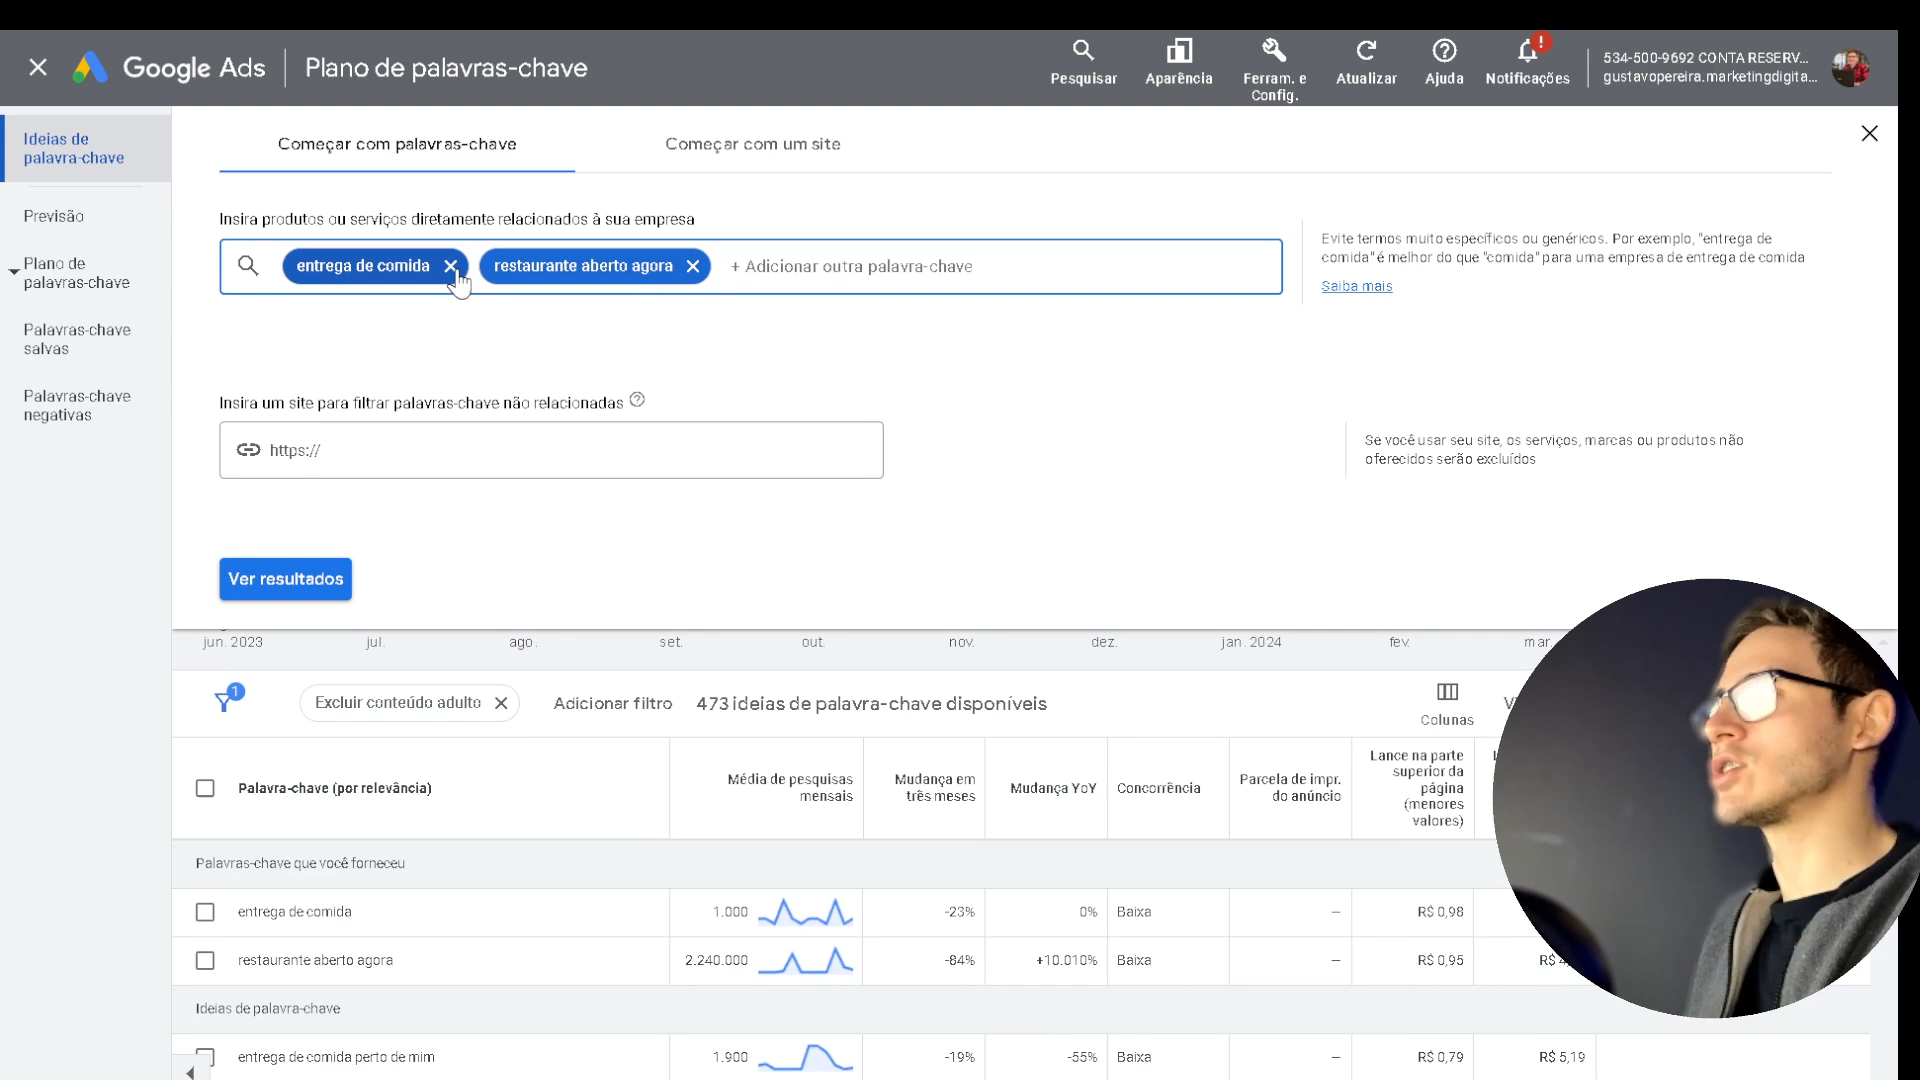 Google Ads
Plano de palavras-chave
Pesquisar
Aparência
Ferram. e
Config.
Atualizar
Ajuda
!
Notificações
534-500-9692 CONTA RESERV...
gustavopereira.marketingdigita...
Ideias de
palavra-chave
Previsão
Plano de
palavras-chave
Palavras-chave
salvas
Palavras-chave
negativas
Começar com palavras-chave
Começar com um site
Insira produtos ou serviços diretamente relacionados à sua empresa
entrega de comida
restaurante aberto agora
+ Adicionar outra palavra-chave
Evite termos muito específicos ou genéricos. Por exemplo, "entrega de
comida" é melhor do que "comida" para uma empresa de entrega de comida
Saiba mais
Insira um site para filtrar palavras-chave não relacionadas
https://
Se você usar seu site, os serviços, marcas ou produtos não
oferecidos serão excluídos
Ver resultados
jun. 2023 jul. ago. set. out. nov. dez. jan. 2024 fev. mar.
1
Excluir conteúdo adulto
Adicionar filtro
473 ideias de palavra-chave disponíveis
Colunas
Palavra-chave (por relevância)
Média de pesquisas
mensais
Mudança em
três meses
Mudança YoY
Concorrência
Parcela de impr.
do anúncio
Lance na parte
superior da
página
(menores
valores)
Palavras-chave que você forneceu
entrega de comida 1.000 -23% 0% Baixa – R$ 0,98
restaurante aberto agora 2.240.000 -84% +10.010% Baixa – R$ 0,95 R$
Ideias de palavra-chave
entrega de comida perto de mim 1.900 -19% -55% Baixa – R$ 0,79 R$ 5,19